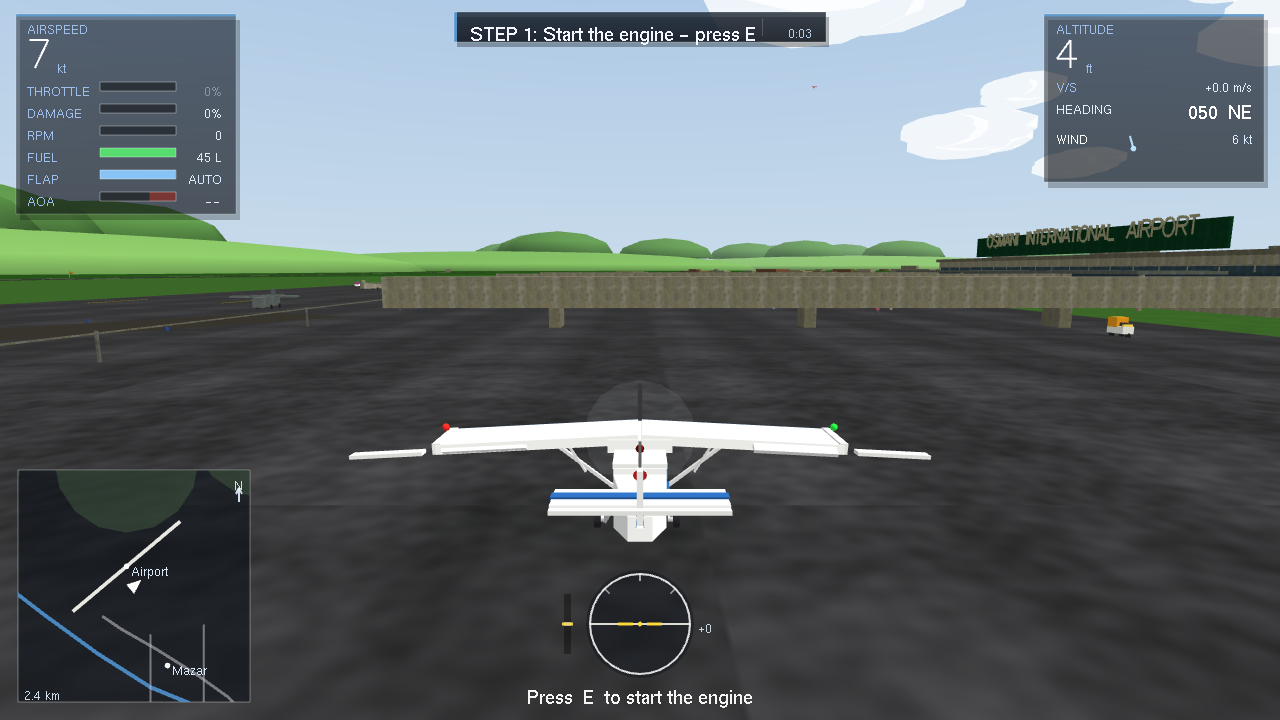 AIRSPEED
7
kt
THROTTLE 0%
DAMAGE 0%
RPM 0
FUEL 45 L
FLAP AUTO
AOA --
STEP 1: Start the engine – press E 0:03
ALTITUDE
4
ft
V/S +0.0 m/s
HEADING 050 NE
WIND 6 kt
OSMANI INTERNATIONAL AIRPORT
N
Airport
Mazar
2.4 km
+0
Press E to start the engine